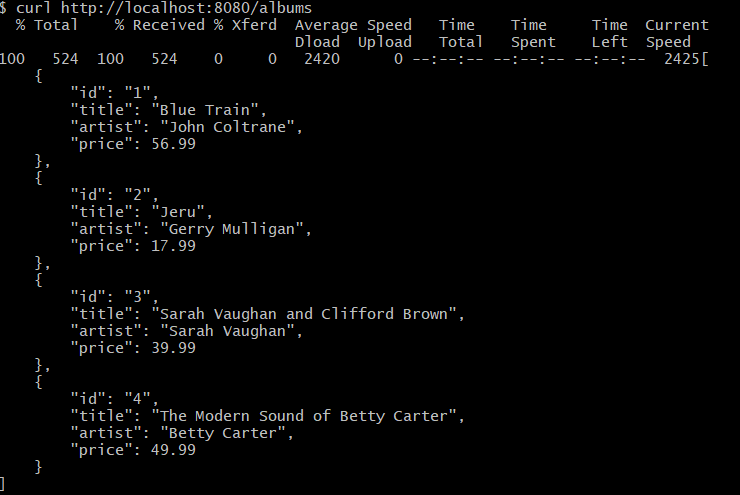 $ curl http://localhost:8080/albums
  % Total    % Received % Xferd  Average Speed   Time    Time     Time  Current
                                 Dload  Upload   Total   Spent    Left  Speed
100   524  100   524    0     0   2420      0 --:--:-- --:--:-- --:--:--  2425[
    {
        "id": "1",
        "title": "Blue Train",
        "artist": "John Coltrane",
        "price": 56.99
    },
    {
        "id": "2",
        "title": "Jeru",
        "artist": "Gerry Mulligan",
        "price": 17.99
    },
    {
        "id": "3",
        "title": "Sarah Vaughan and Clifford Brown",
        "artist": "Sarah Vaughan",
        "price": 39.99
    },
    {
        "id": "4",
        "title": "The Modern Sound of Betty Carter",
        "artist": "Betty Carter",
        "price": 49.99
    }
]